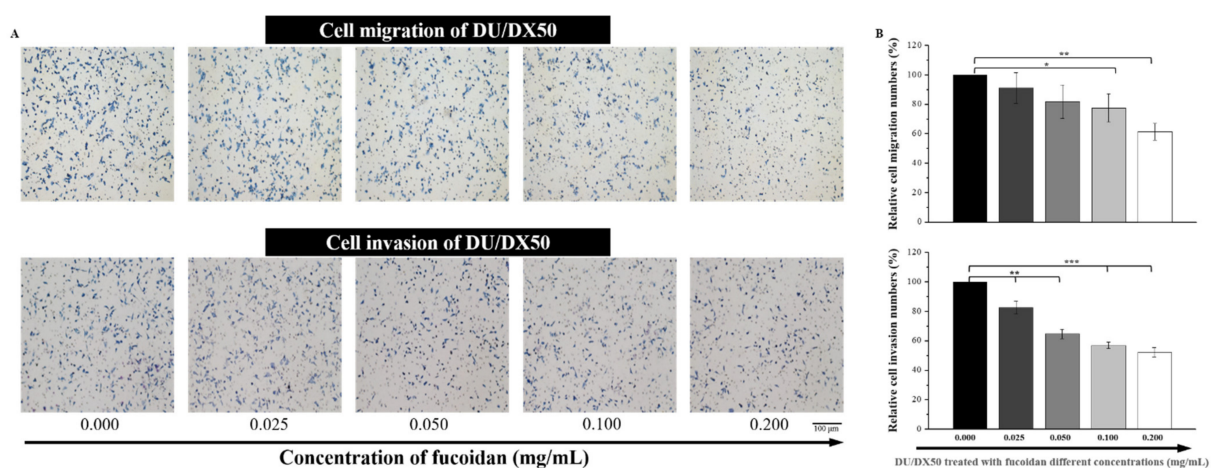 A
Cell migration of DU/DX50
Cell invasion of DU/DX50
0.000 0.025 0.050 0.100 0.200
100 μm
Concentration of fucoidan (mg/mL)
B
Relative cell migration numbers (%)
120
100
80
60
40
20
0
**
*
Relative cell invasion numbers (%)
120
100
80
60
40
20
0
***
**
0.000 0.025 0.050 0.100 0.200
DU/DX50 treated with fucoidan different concentrations (mg/mL)